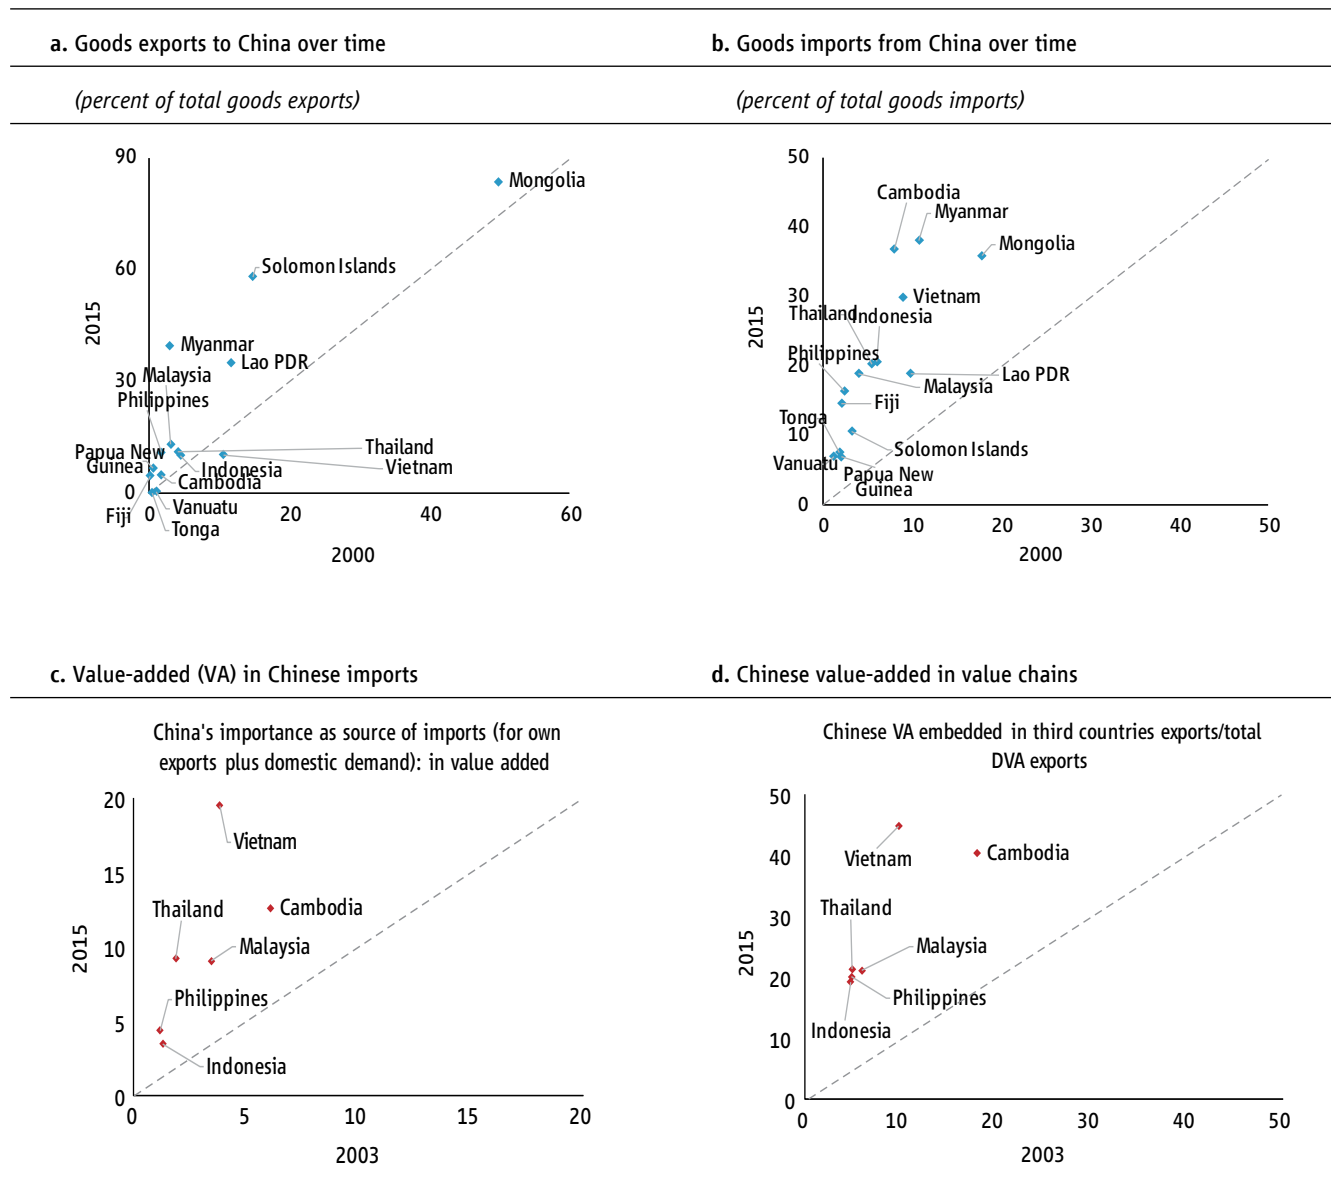 a. Goods exports to China over time
(percent of total goods exports)
90
60
30
0
2015
Mongolia
Solomon Islands
Myanmar
Lao PDR
Malaysia
Philippines
Thailand
Papua New
Guinea
Indonesia
Vietnam
Cambodia
Vanuatu
Fiji
Tonga
0 20 40 60
2000
b. Goods imports from China over time
(percent of total goods imports)
50
40
30
20
10
0
2015
Cambodia
Myanmar
Mongolia
Vietnam
Thailand
Indonesia
Philippines
Lao PDR
Malaysia
Fiji
Tonga
Solomon Islands
Vanuatu
Papua New
Guinea
0 10 20 30 40 50
2000
c. Value-added (VA) in Chinese imports
China's importance as source of imports (for own
exports plus domestic demand): in value added
20
15
10
5
0
2015
Vietnam
Thailand
Cambodia
Malaysia
Philippines
Indonesia
0 5 10 15 20
2003
d. Chinese value-added in value chains
Chinese VA embedded in third countries exports/total
DVA exports
50
40
30
20
10
0
2015
Vietnam
Cambodia
Thailand
Malaysia
Philippines
Indonesia
0 10 20 30 40 50
2003